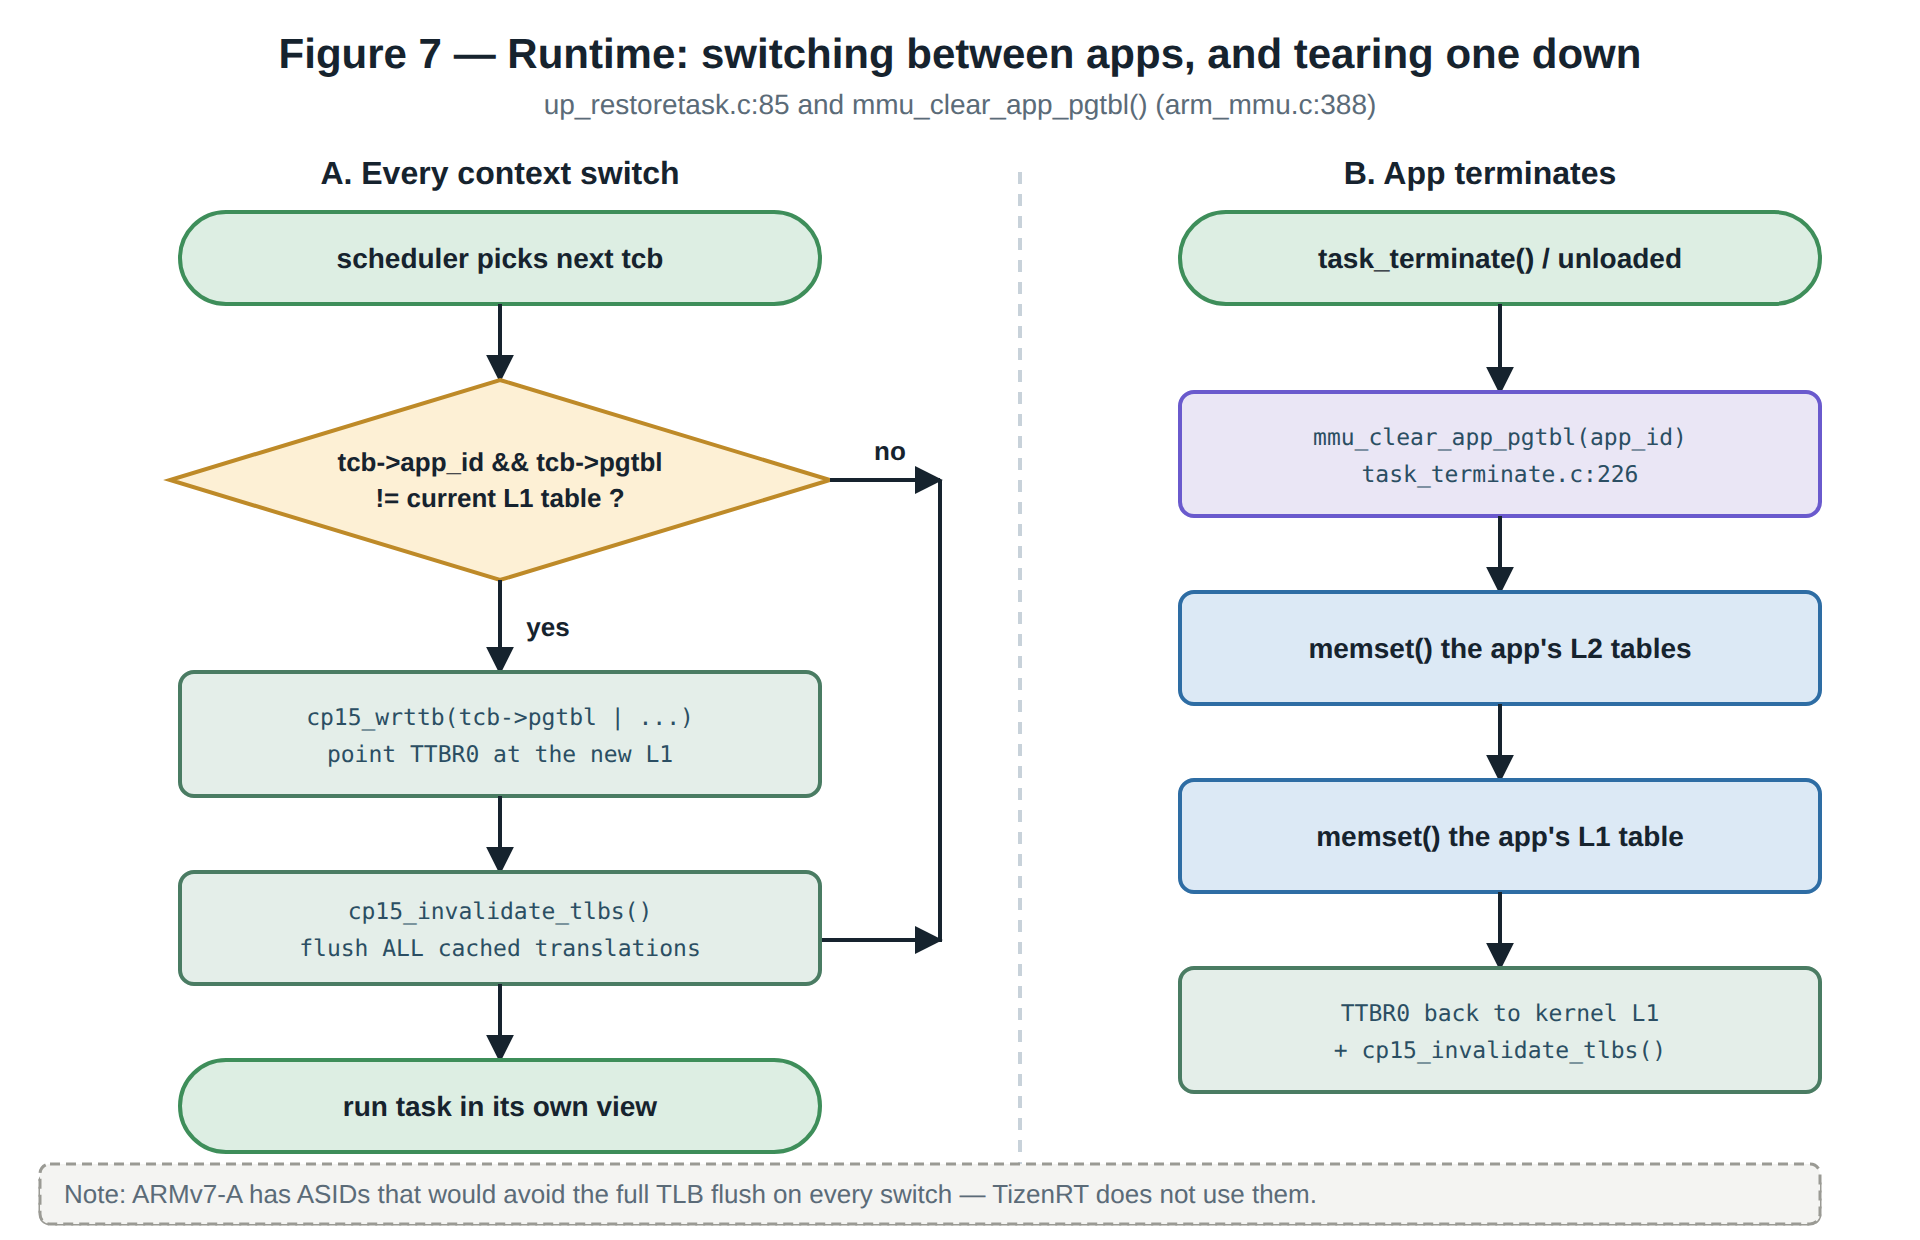 Figure 7 — Runtime: switching between apps, and tearing one down
up_restoretask.c:85 and mmu_clear_app_pgtbl() (arm_mmu.c:388)
A. Every context switch
scheduler picks next tcb
tcb->app_id && tcb->pgtbl
!= current L1 table ?
no
yes
cp15_wrttb(tcb->pgtbl | ...)
point TTBR0 at the new L1
cp15_invalidate_tlbs()
flush ALL cached translations
run task in its own view
B. App terminates
task_terminate() / unloaded
mmu_clear_app_pgtbl(app_id)
task_terminate.c:226
memset() the app's L2 tables
memset() the app's L1 table
TTBR0 back to kernel L1
+ cp15_invalidate_tlbs()
Note: ARMv7-A has ASIDs that would avoid the full TLB flush on every switch — TizenRT does not use them.